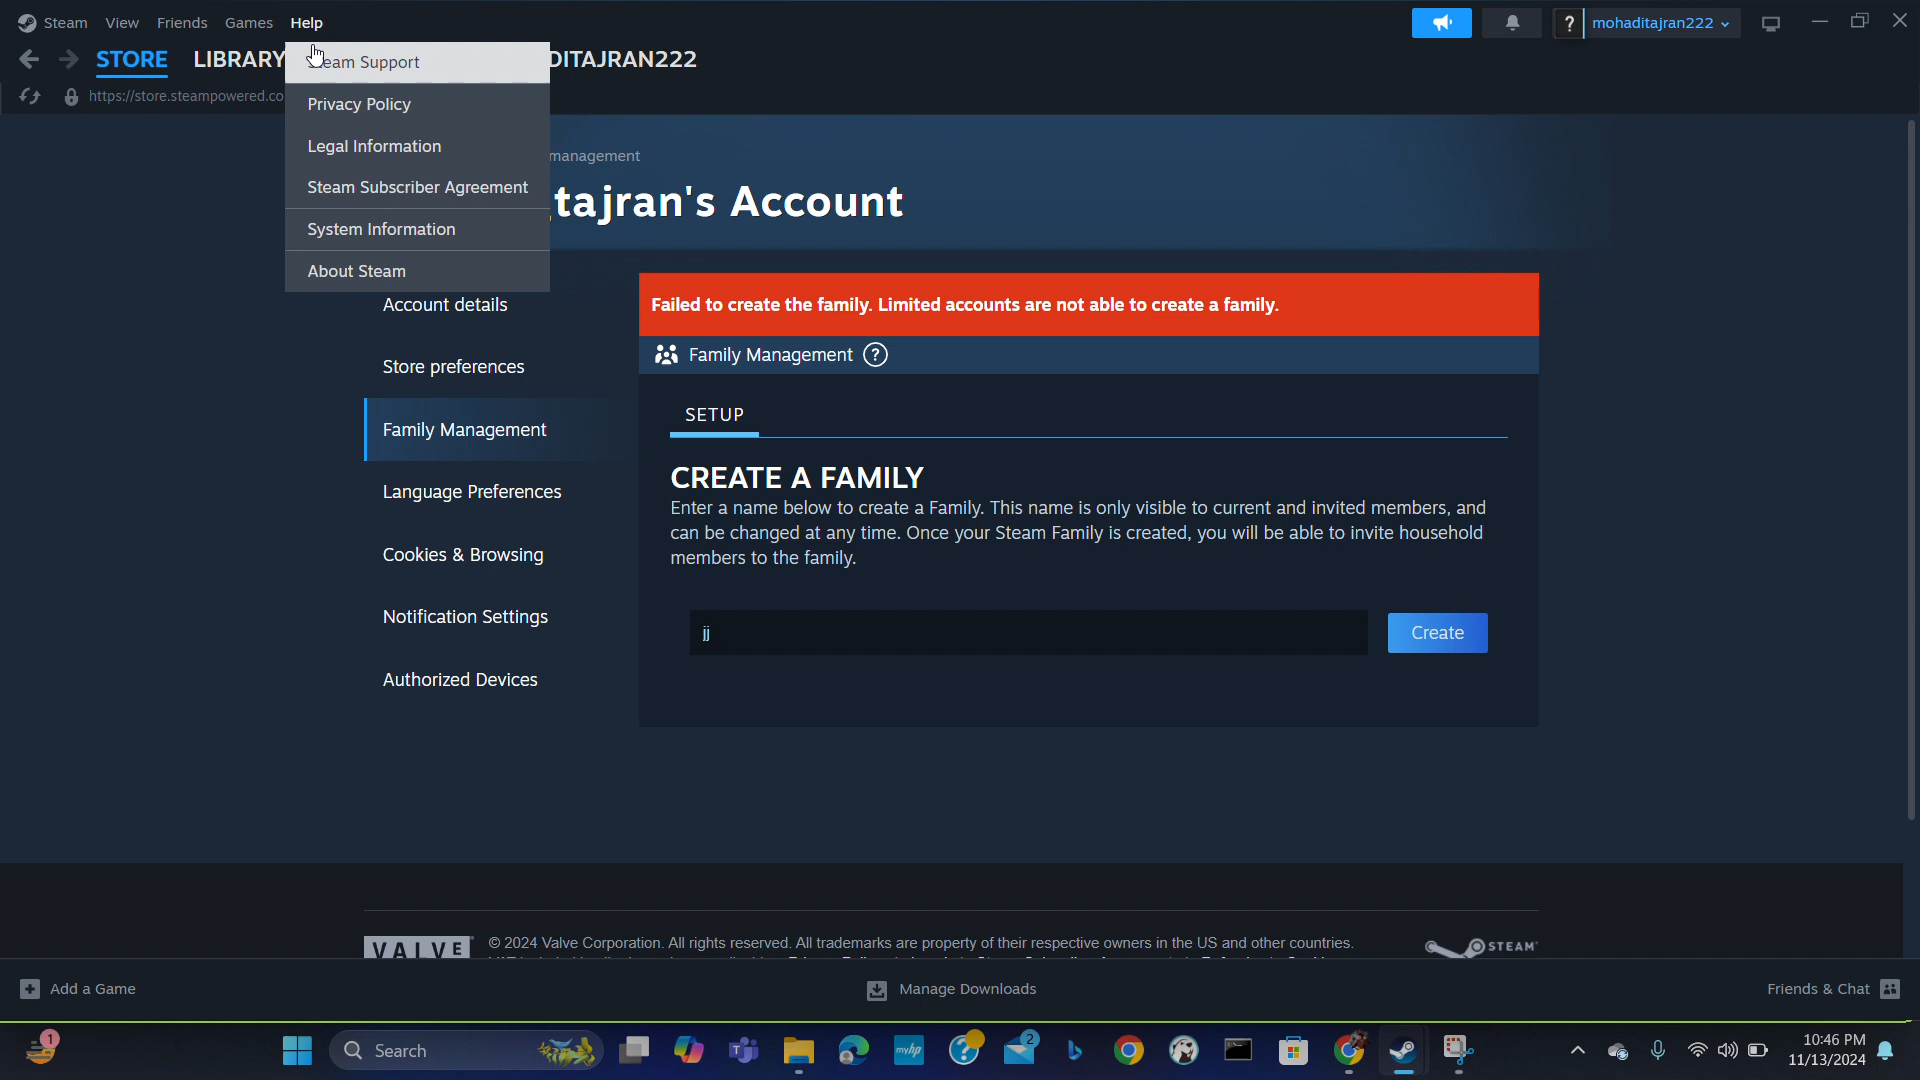 Steam View Friends Games Help
? mohaditajran222
STORE LIBRARY DITAJRAN222
https://store.steampowered.co
Steam Support
Privacy Policy
Legal Information
Steam Subscriber Agreement
System Information
About Steam
management
tajran's Account
Account details
Store preferences
Family Management
Language Preferences
Cookies & Browsing
Notification Settings
Authorized Devices
Failed to create the family. Limited accounts are not able to create a family.
Family Management ?
SETUP
CREATE A FAMILY
Enter a name below to create a Family. This name is only visible to current and invited members, and
can be changed at any time. Once your Steam Family is created, you will be able to invite household
members to the family.
jj
Create
VALVE
© 2024 Valve Corporation. All rights reserved. All trademarks are property of their respective owners in the US and other countries.
STEAM
Add a Game
Manage Downloads
Friends & Chat
1
Search
myhp
?
2
10:46 PM
11/13/2024